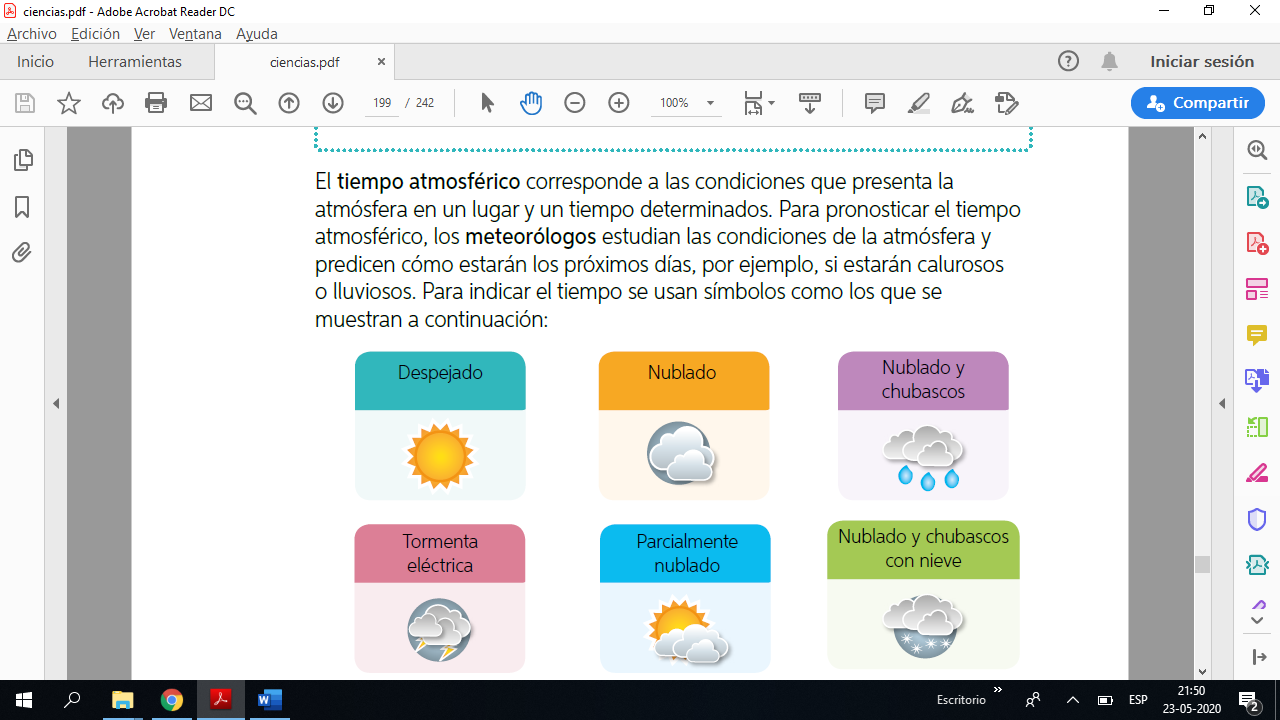 ciencias.pdf - Adobe Acrobat Reader DC
Archivo Edición Ver Ventana Ayuda
Inicio Herramientas ciencias.pdf Iniciar sesión
199 / 242 100% Compartir
El tiempo atmosférico corresponde a las condiciones que presenta la
atmósfera en un lugar y un tiempo determinados. Para pronosticar el tiempo
atmosférico, los meteorólogos estudian las condiciones de la atmósfera y
predicen cómo estarán los próximos días, por ejemplo, si estarán calurosos
o lluviosos. Para indicar el tiempo se usan símbolos como los que se
muestran a continuación:
Despejado
Nublado
Nublado y
chubascos
Tormenta
eléctrica
Parcialmente
nublado
Nublado y chubascos
con nieve
Escritorio » ESP 21:50
23-05-2020
2